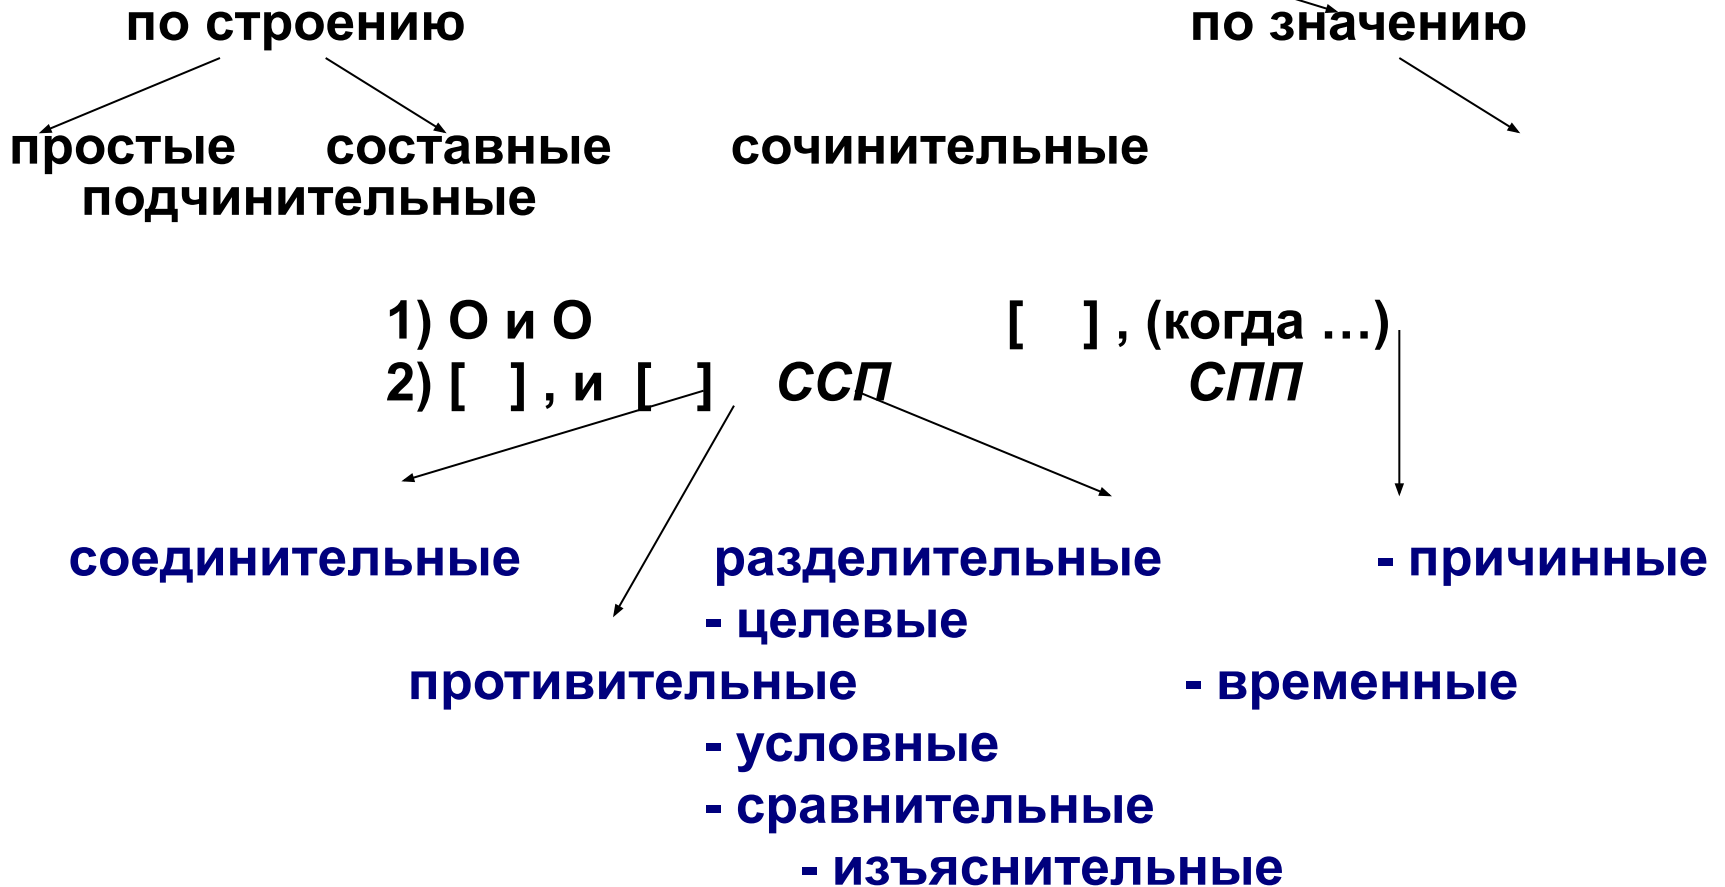 по строению по значению
простые составные сочинительные
подчинительные
1) О и О [ ] , (когда …)
2) [ ] , и [ ] ССП СПП
соединительные разделительные - причинные
- целевые
противительные - временные
- условные
- сравнительные
- изъяснительные